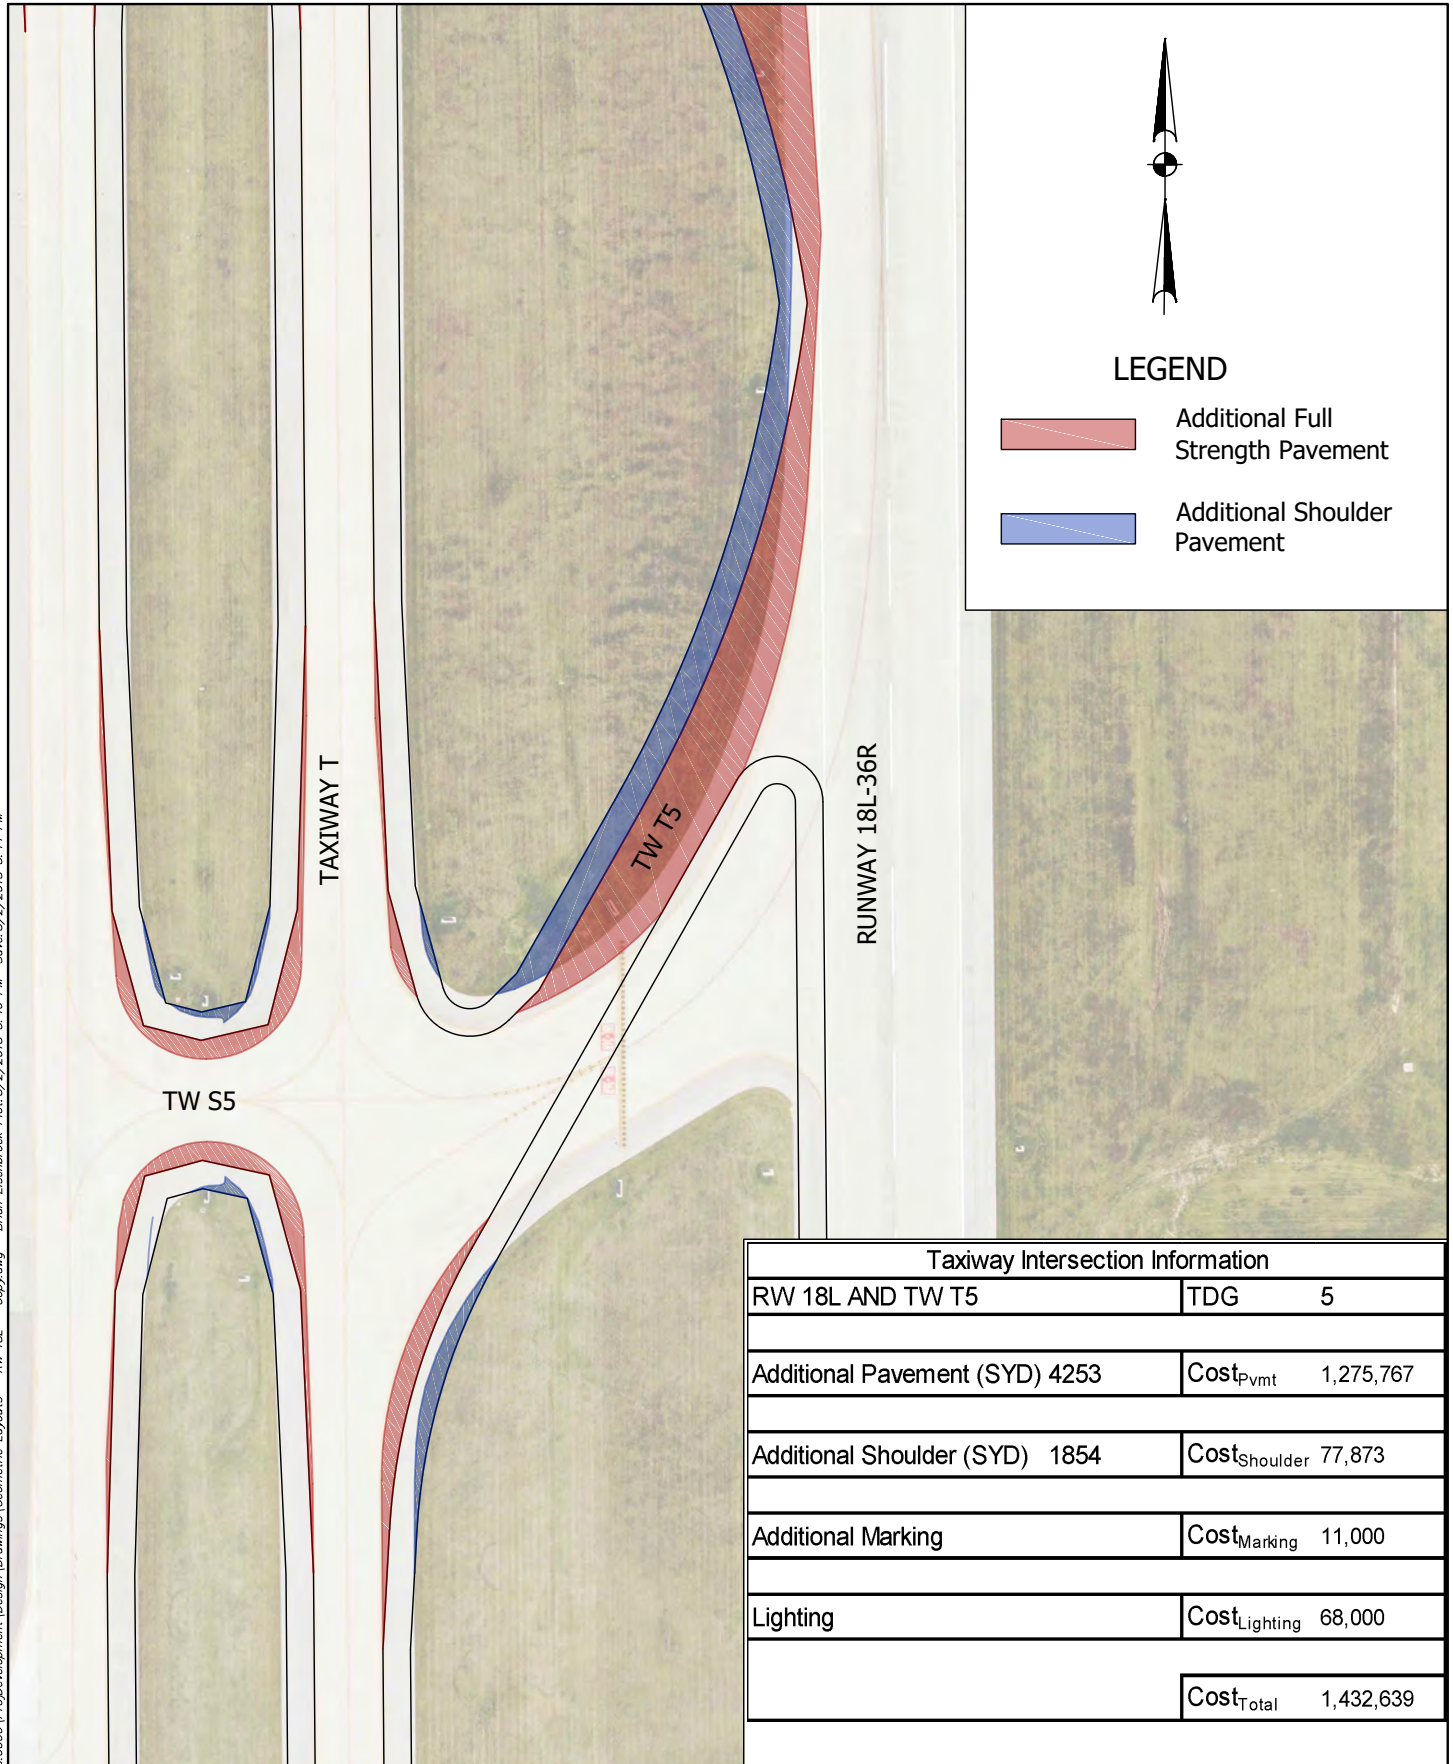 LEGEND
Additional Full
Strength Pavement
Additional Shoulder
Pavement
TAXIWAY T
TW T5
RUNWAY 18L-36R
TW S5
Taxiway Intersection Information
RW 18L AND TW T5 TDG 5
Additional Pavement (SYD) 4253 CostPvmt 1,275,767
Additional Shoulder (SYD) 1854 CostShoulder 77,873
Additional Marking CostMarking 11,000
Lighting CostLighting 68,000
CostTotal 1,432,639